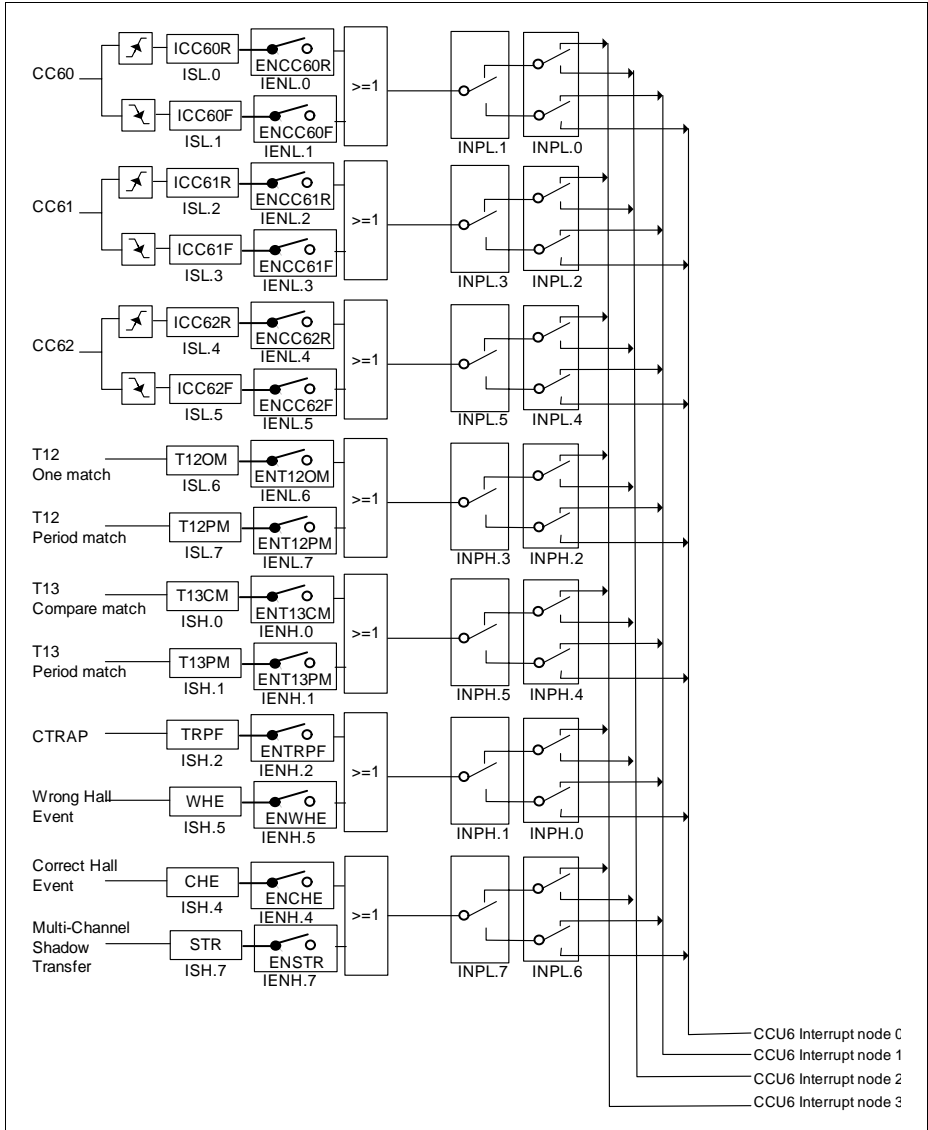 CC60
ICC60R
ISL.0
ENCC60R
IENL.0
ICC60F
ISL.1
ENCC60F
IENL.1
>=1
INPL.1
INPL.0
CC61
ICC61R
ISL.2
ENCC61R
IENL.2
ICC61F
ISL.3
ENCC61F
IENL.3
>=1
INPL.3
INPL.2
CC62
ICC62R
ISL.4
ENCC62R
IENL.4
ICC62F
ISL.5
ENCC62F
IENL.5
>=1
INPL.5
INPL.4
T12
One match
T12OM
ISL.6
ENT12OM
IENL.6
T12
Period match
T12PM
ISL.7
ENT12PM
IENL.7
>=1
INPH.3
INPH.2
T13
Compare match
T13CM
ISH.0
ENT13CM
IENH.0
T13
Period match
T13PM
ISH.1
ENT13PM
IENH.1
>=1
INPH.5
INPH.4
CTRAP
TRPF
ISH.2
ENTRPF
IENH.2
Wrong Hall
Event
WHE
ISH.5
ENWHE
IENH.5
>=1
INPH.1
INPH.0
Correct Hall
Event
CHE
ISH.4
ENCHE
IENH.4
Multi-Channel
Shadow
Transfer
STR
ISH.7
ENSTR
IENH.7
>=1
INPL.7
INPL.6
CCU6 Interrupt node 0
CCU6 Interrupt node 1
CCU6 Interrupt node 2
CCU6 Interrupt node 3